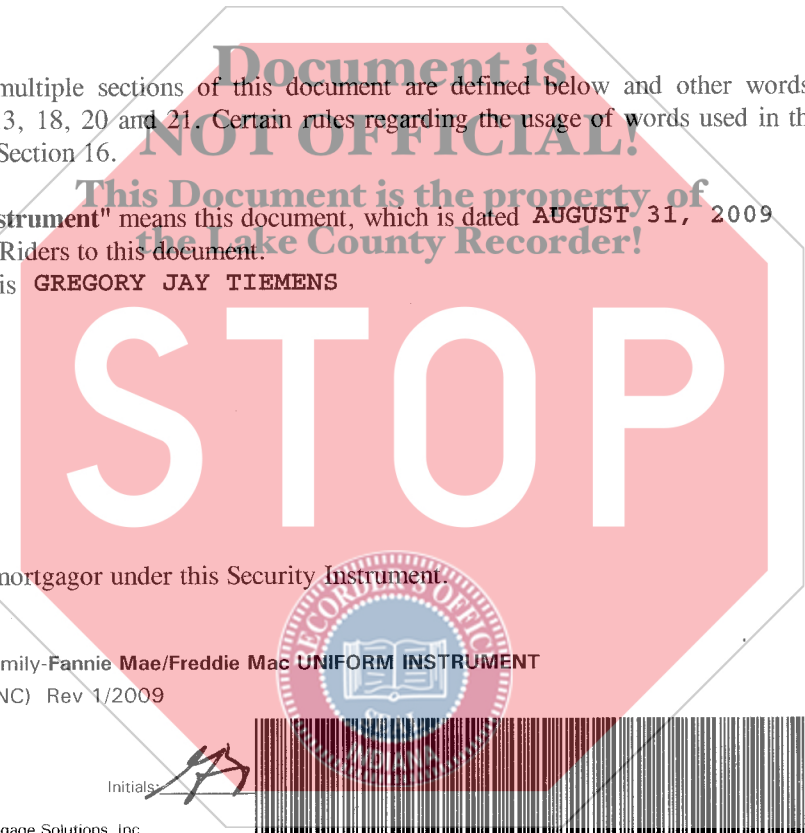 Document is
multiple sections of this document are defined below and other words
3, 18, 20 and 21. Certain rules regarding the usage of words used in th
NOT OFFICIAL!
Section 16.
This Document is the property of
strument" means this document, which is dated AUGUST 31, 2009
the Lake County Recorder!
Riders to this document.
is GREGORY JAY TIEMENS
STOP
mortgagor under this Security Instrument.
RECORDER'S OFFICE
SEAL
INDIANA
mily-Fannie Mae/Freddie Mac UNIFORM INSTRUMENT
NC) Rev 1/2009
Initials:
gage Solutions, Inc.